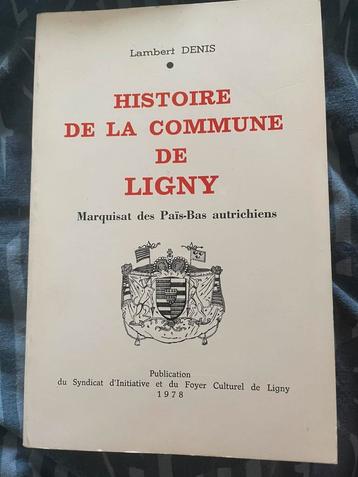 Lambert DENIS
HISTOIRE
DE LA COMMUNE
DE
LIGNY
Marquisat des Païs-Bas autrichiens
Publication
du Syndicat d'Initiative et du Foyer Culturel de Ligny
1978